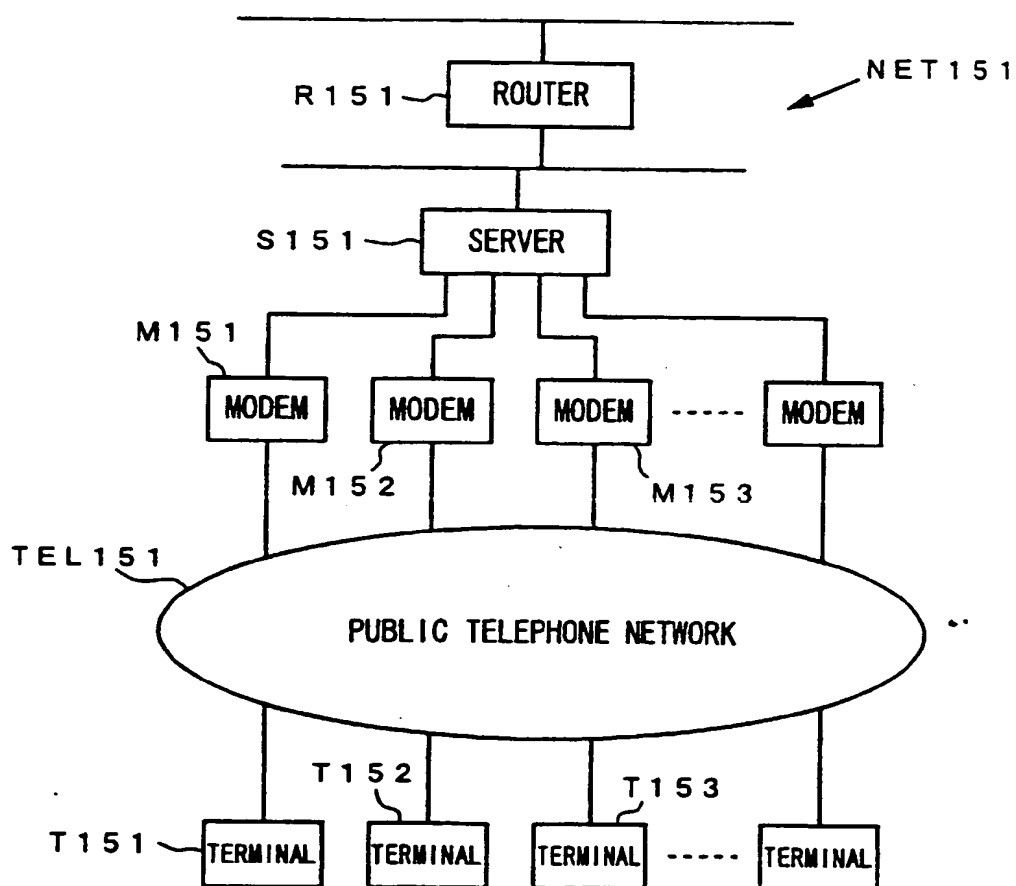 NET151
R151
ROUTER
S151
SERVER
M151
MODEM
MODEM
MODEM
-----
MODEM
M152
M153
TEL151
PUBLIC TELEPHONE NETWORK
T152
T153
T151
TERMINAL
TERMINAL
TERMINAL
-----
TERMINAL